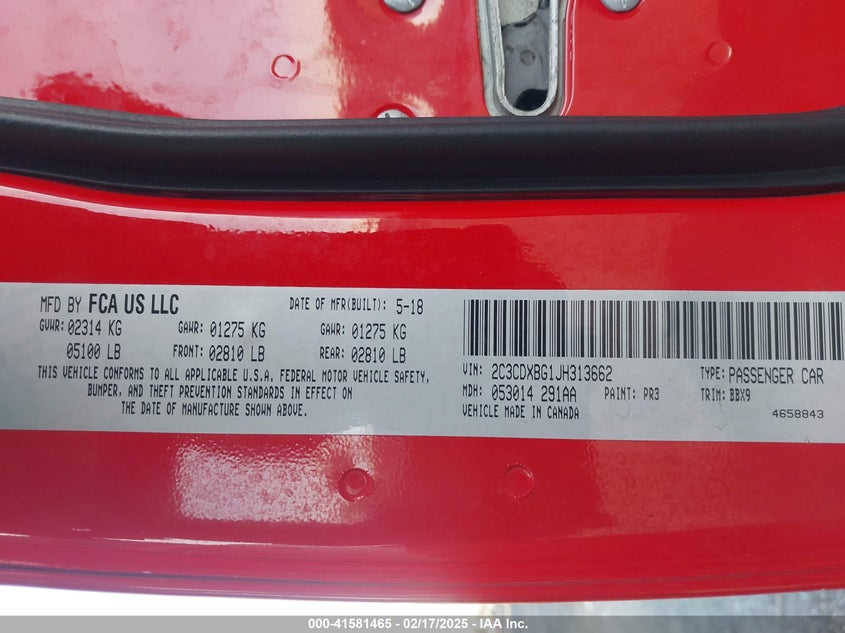 MFD BY FCA US LLC DATE OF MFR(BUILT): 5-18
GVWR: 02314 KG GAWR: 01275 KG GAWR: 01275 KG
05100 LB FRONT: 02810 LB REAR: 02810 LB
THIS VEHICLE CONFORMS TO ALL APPLICABLE U.S.A. FEDERAL MOTOR VEHICLE SAFETY,
BUMPER, AND THEFT PREVENTION STANDARDS IN EFFECT ON
THE DATE OF MANUFACTURE SHOWN ABOVE.
VIN: 2C3CDXBG1JH313662 TYPE: PASSENGER CAR
MDH: 053014 291AA PAINT: PR3 TRIM: BBX9
VEHICLE MADE IN CANADA 4658843
000-41581465 - 02/17/2025 - IAA Inc.